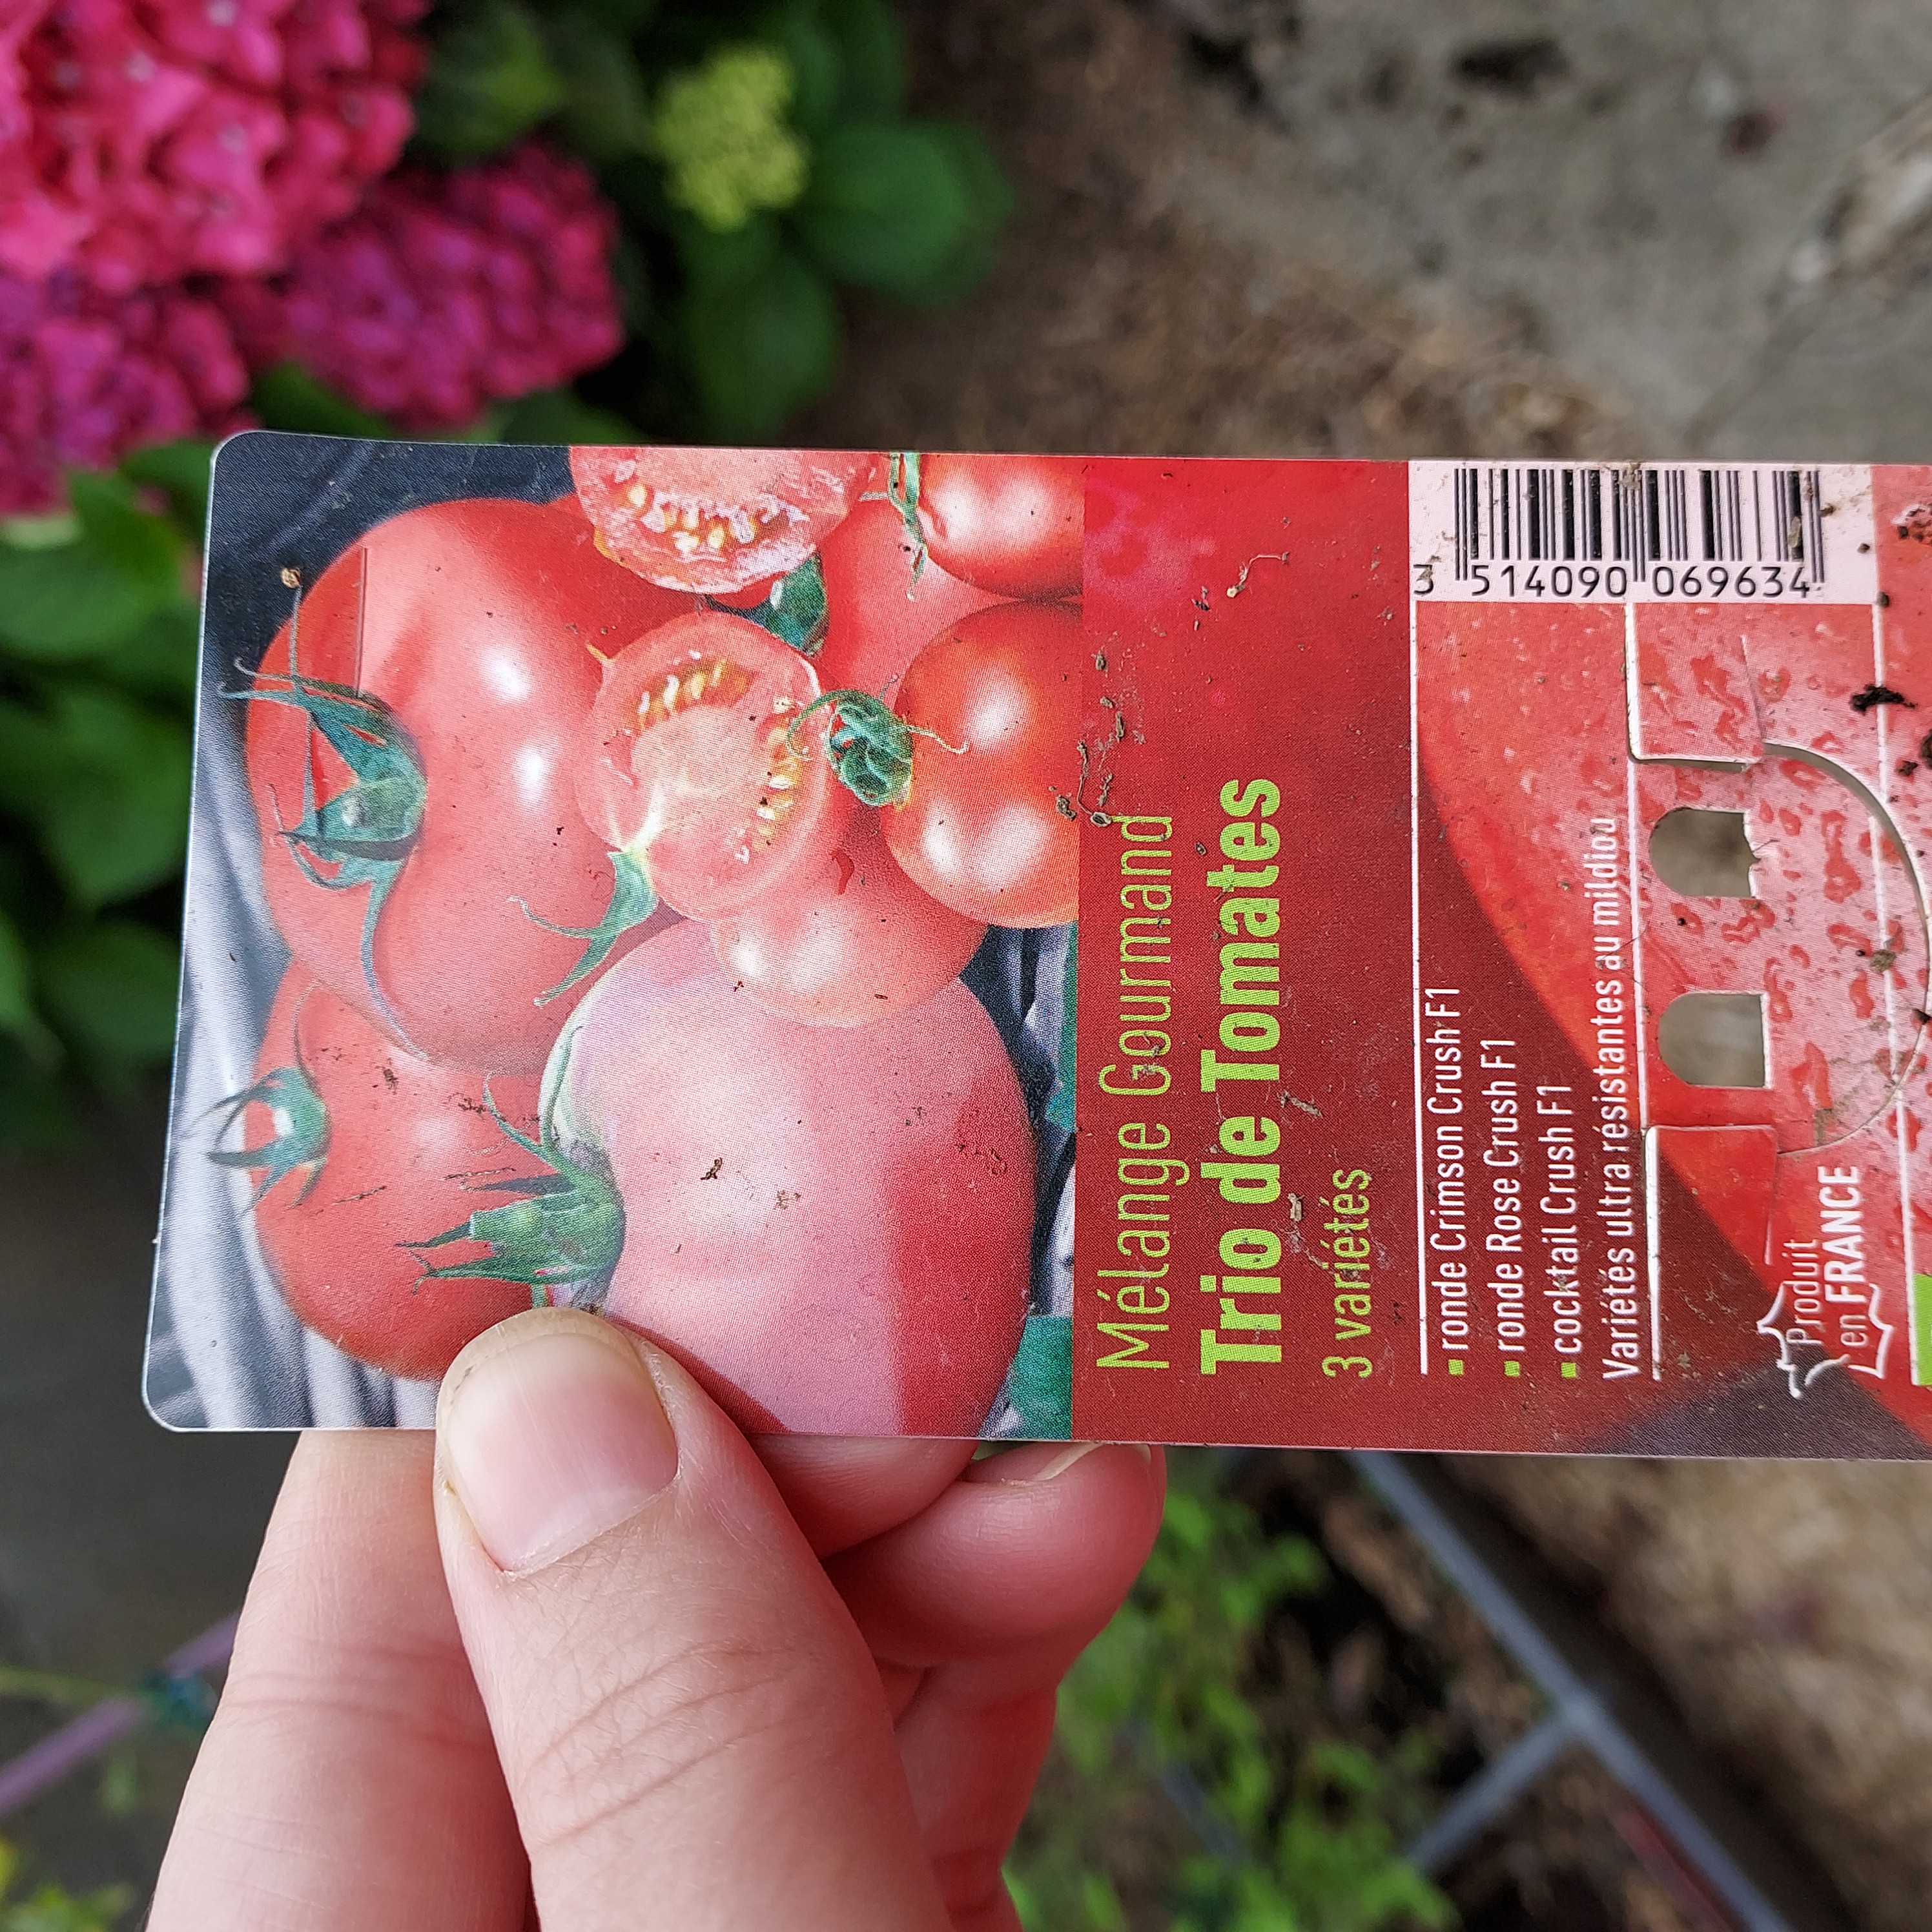 Mélange Gourmand
Trio de Tomates
3 variétés
ronde Crimson Crush F1
ronde Rose Crush F1
cocktail Crush F1
Variétés ultra résistantes au mildiou
Produit
en FRANCE
3 514090 069634